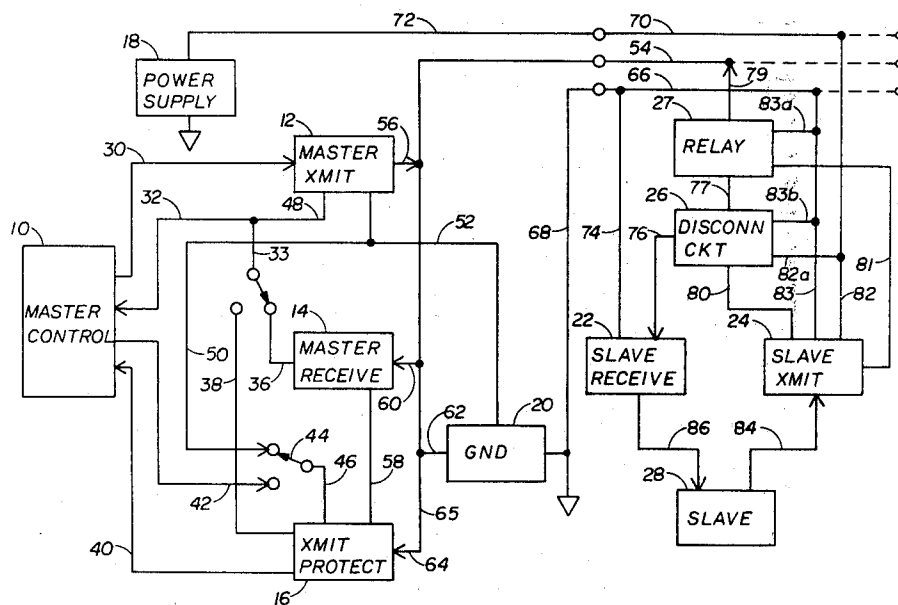 72
70
18
54
POWER
SUPPLY
66
79
12
27
83a
30
MASTER
XMIT
56
RELAY
32
48
77
83b
10
52
26
68
74
76
DISCONN
CKT
33
82a
81
MASTER
CONTROL
80
83
82
14
22
24
50
38
36
MASTER
RECEIVE
60
SLAVE
RECEIVE
SLAVE
XMIT
20
62
44
58
GND
86
84
42
46
28
65
SLAVE
40
XMIT
PROTECT
64
16